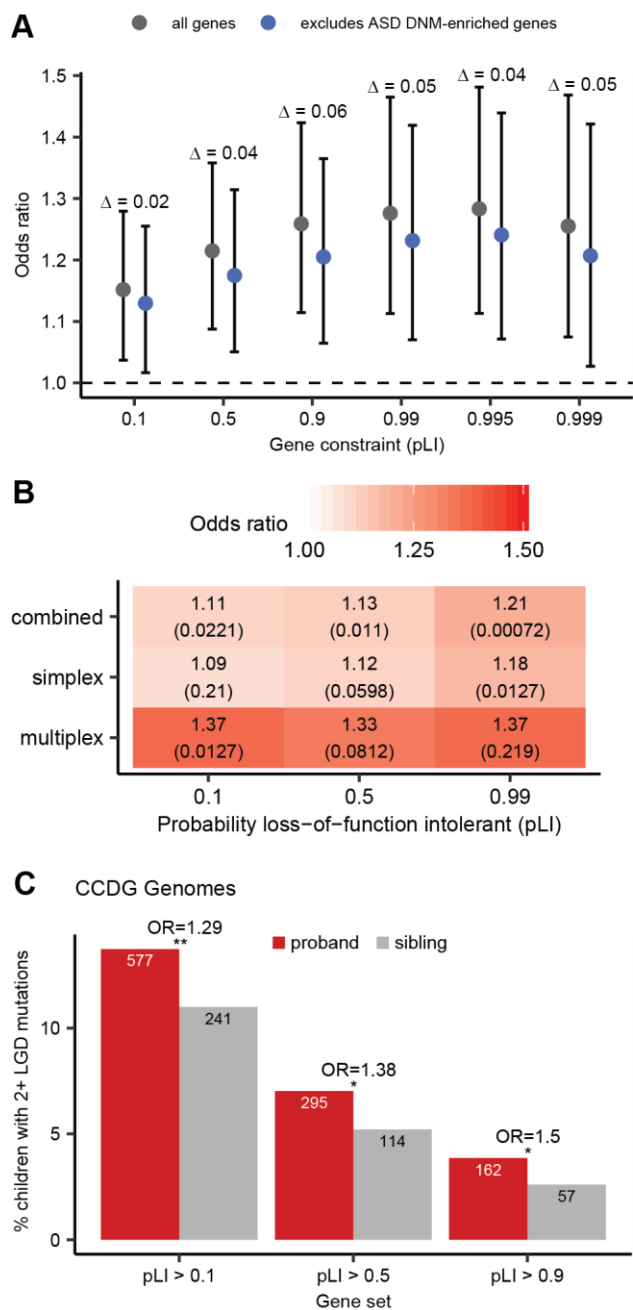 A
all genes
excludes ASD DNM-enriched genes
1.5
1.4
1.3
1.2
1.1
1.0
Odds ratio
Δ = 0.02
Δ = 0.04
Δ = 0.06
Δ = 0.05
Δ = 0.04
Δ = 0.05
0.1 0.5 0.9 0.99 0.995 0.999
Gene constraint (pLI)
B
Odds ratio
1.00 1.25 1.50
combined 1.11 1.13 1.21
(0.0221) (0.011) (0.00072)
simplex 1.09 1.12 1.18
(0.21) (0.0598) (0.0127)
multiplex 1.37 1.33 1.37
(0.0127) (0.0812) (0.219)
0.1 0.5 0.99
Probability loss−of−function intolerant (pLI)
C CCDG Genomes
proband sibling
% children with 2+ LGD mutations
10
5
0
OR=1.29
**
577
241
OR=1.38
*
295
114
OR=1.5
*
162
57
pLI > 0.1 pLI > 0.5 pLI > 0.9
Gene set